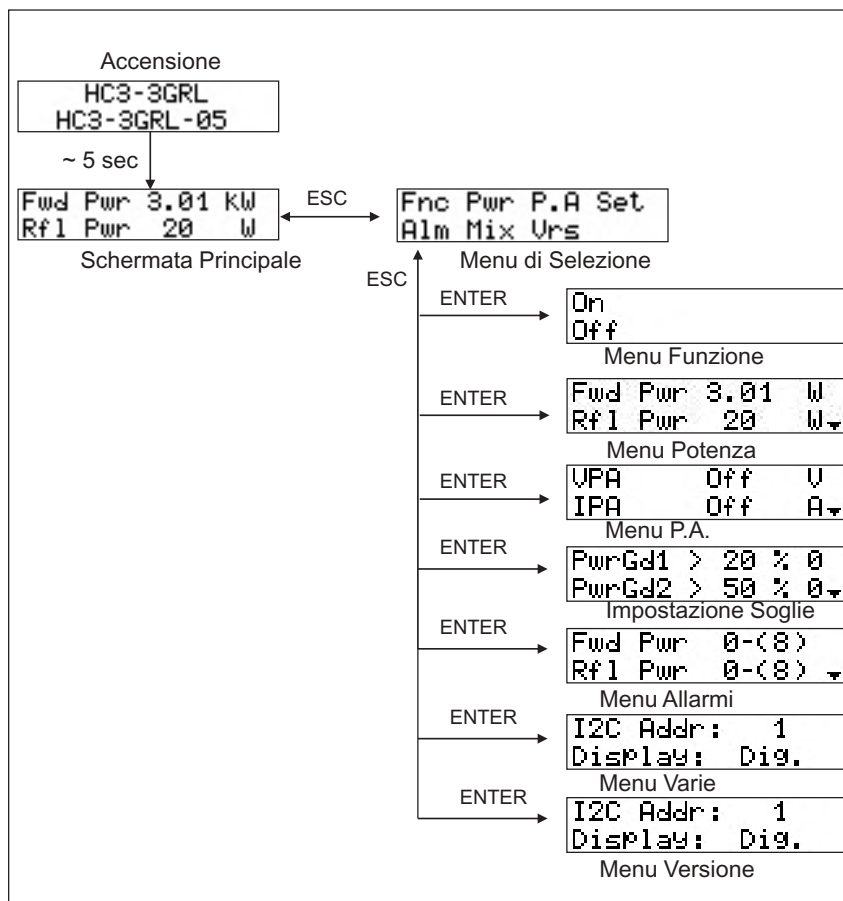 Accensione
HC3-3GRL
HC3-3GRL-05
~ 5 sec
Fwd Pwr 3.01 KW
Rfl Pwr 20 W
Schermata Principale
ESC
Fnc Pwr P.A Set
Alm Mix Vrs
Menu di Selezione
ESC
ENTER
On
Off
Menu Funzione
ENTER
Fwd Pwr 3.01 W
Rfl Pwr 20 W
Menu Potenza
ENTER
VPA Off V
IPA Off A
Menu P.A.
ENTER
PwrGd1 > 20 % 0
PwrGd2 > 50 % 0
Impostazione Soglie
ENTER
Fwd Pwr 0-(8)
Rfl Pwr 0-(8)
Menu Allarmi
ENTER
I2C Addr: 1
Display: Dig.
Menu Varie
ENTER
I2C Addr: 1
Display: Dig.
Menu Versione